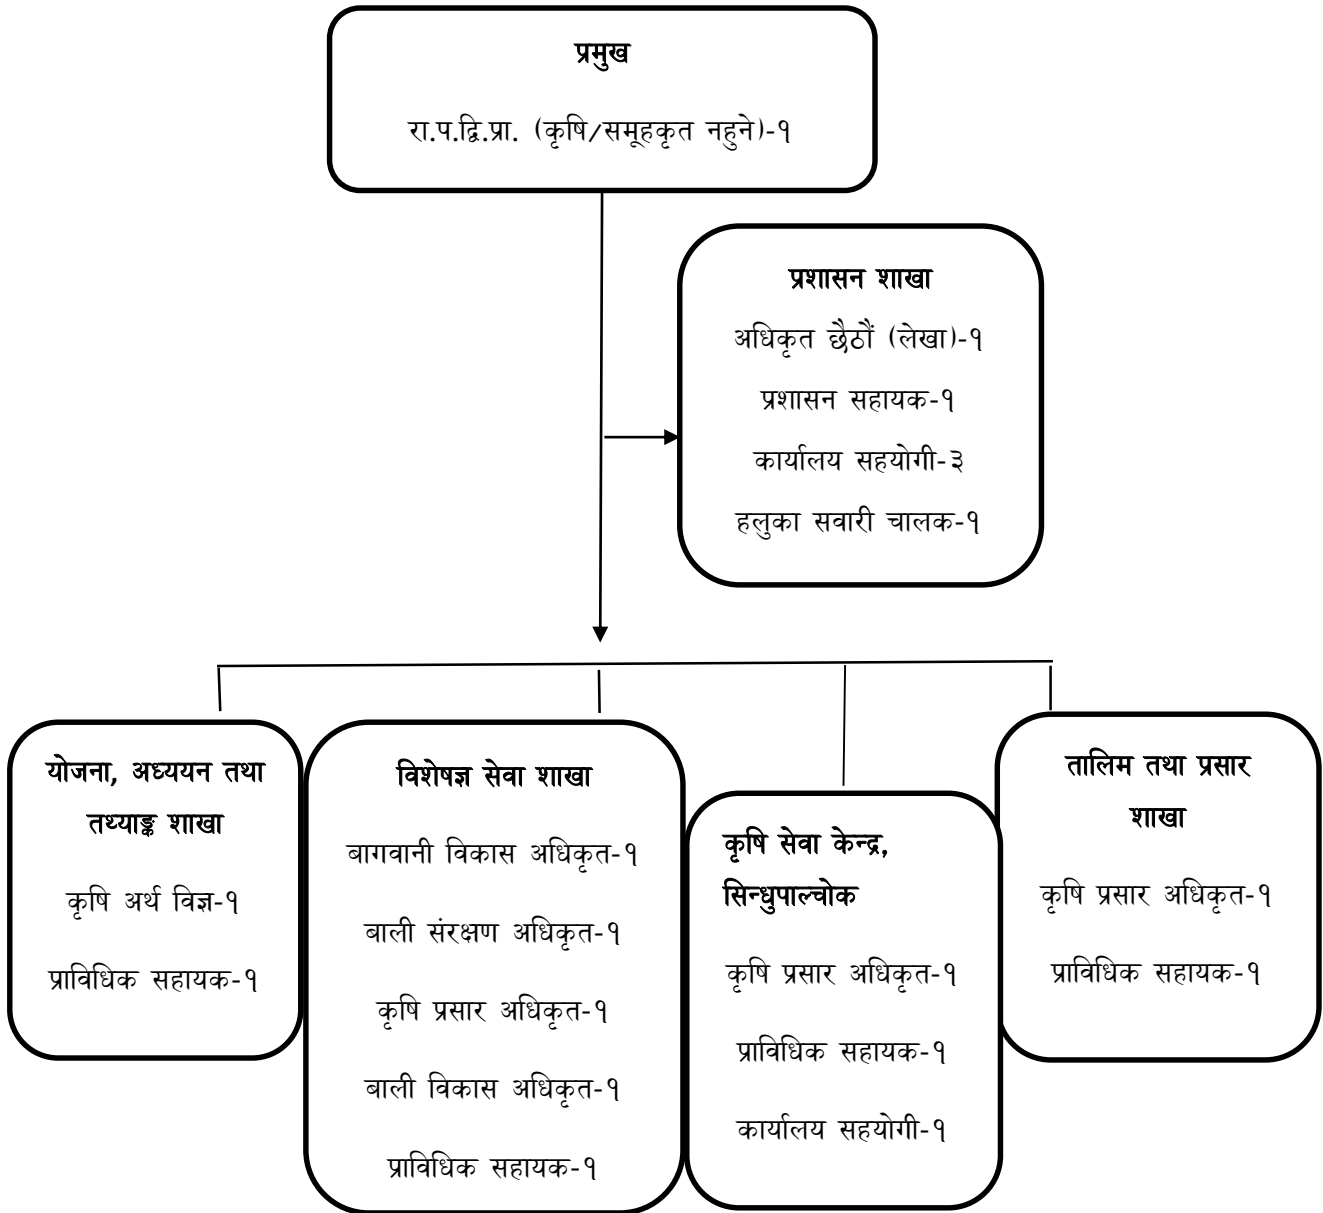 प्रमुख
रा.प.द्वि.प्रा. (कृषि/समूहकृत नहुने)-१
प्रशासन शाखा
अधिकृत छैठौं (लेखा)-१
प्रशासन सहायक-१
कार्यालय सहयोगी-३
हलुका सवारी चालक-१
योजना, अध्ययन तथा
तथ्याङ्क शाखा
कृषि अर्थ विज्ञ-१
प्राविधिक सहायक-१
विशेषज्ञ सेवा शाखा
बागवानी विकास अधिकृत-१
बाली संरक्षण अधिकृत-१
कृषि प्रसार अधिकृत-१
बाली विकास अधिकृत-१
प्राविधिक सहायक-१
कृषि सेवा केन्द्र,
सिन्धुपाल्चोक
कृषि प्रसार अधिकृत-१
प्राविधिक सहायक-१
कार्यालय सहयोगी-१
तालिम तथा प्रसार
शाखा
कृषि प्रसार अधिकृत-१
प्राविधिक सहायक-१